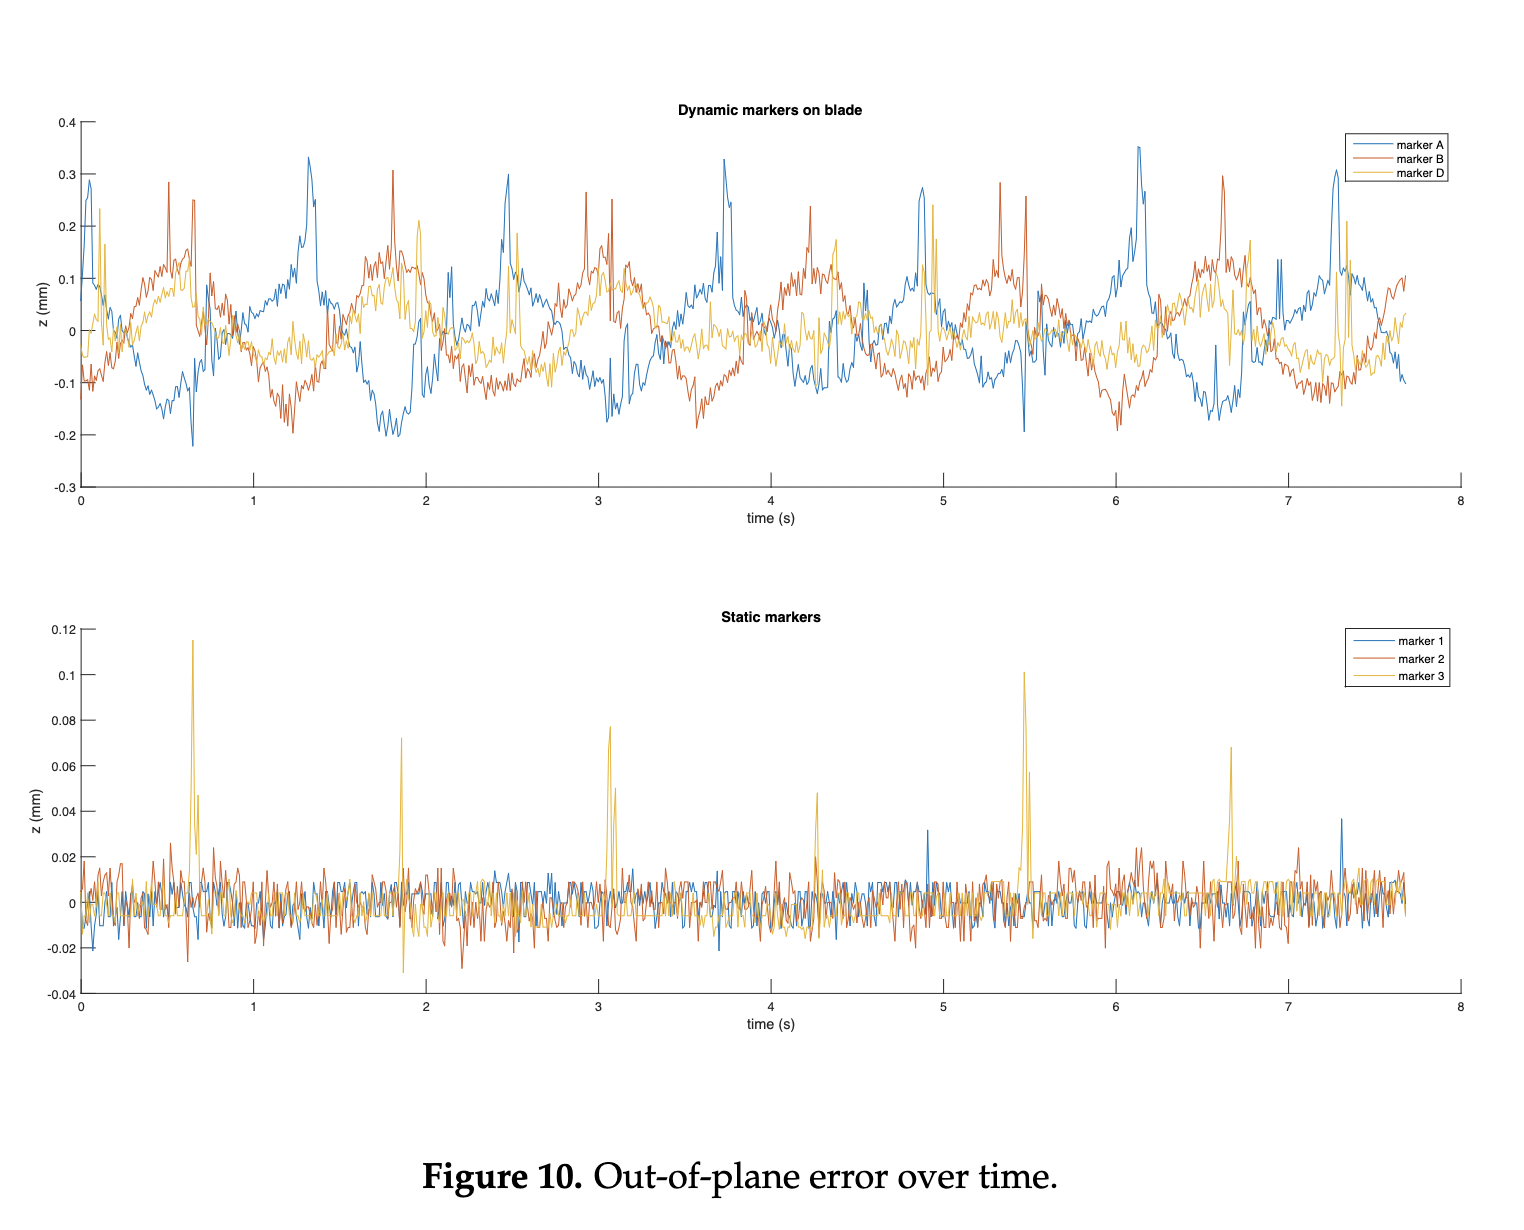 Dynamic markers on blade
0.4
0.3
0.2
0.1
0
-0.1
-0.2
-0.3
z (mm)
marker A
marker B
marker D
0 1 2 3 4 5 6 7 8
time (s)
Static markers
0.12
0.1
0.08
0.06
0.04
0.02
0
-0.02
-0.04
z (mm)
marker 1
marker 2
marker 3
0 1 2 3 4 5 6 7 8
time (s)
Figure 10. Out-of-plane error over time.